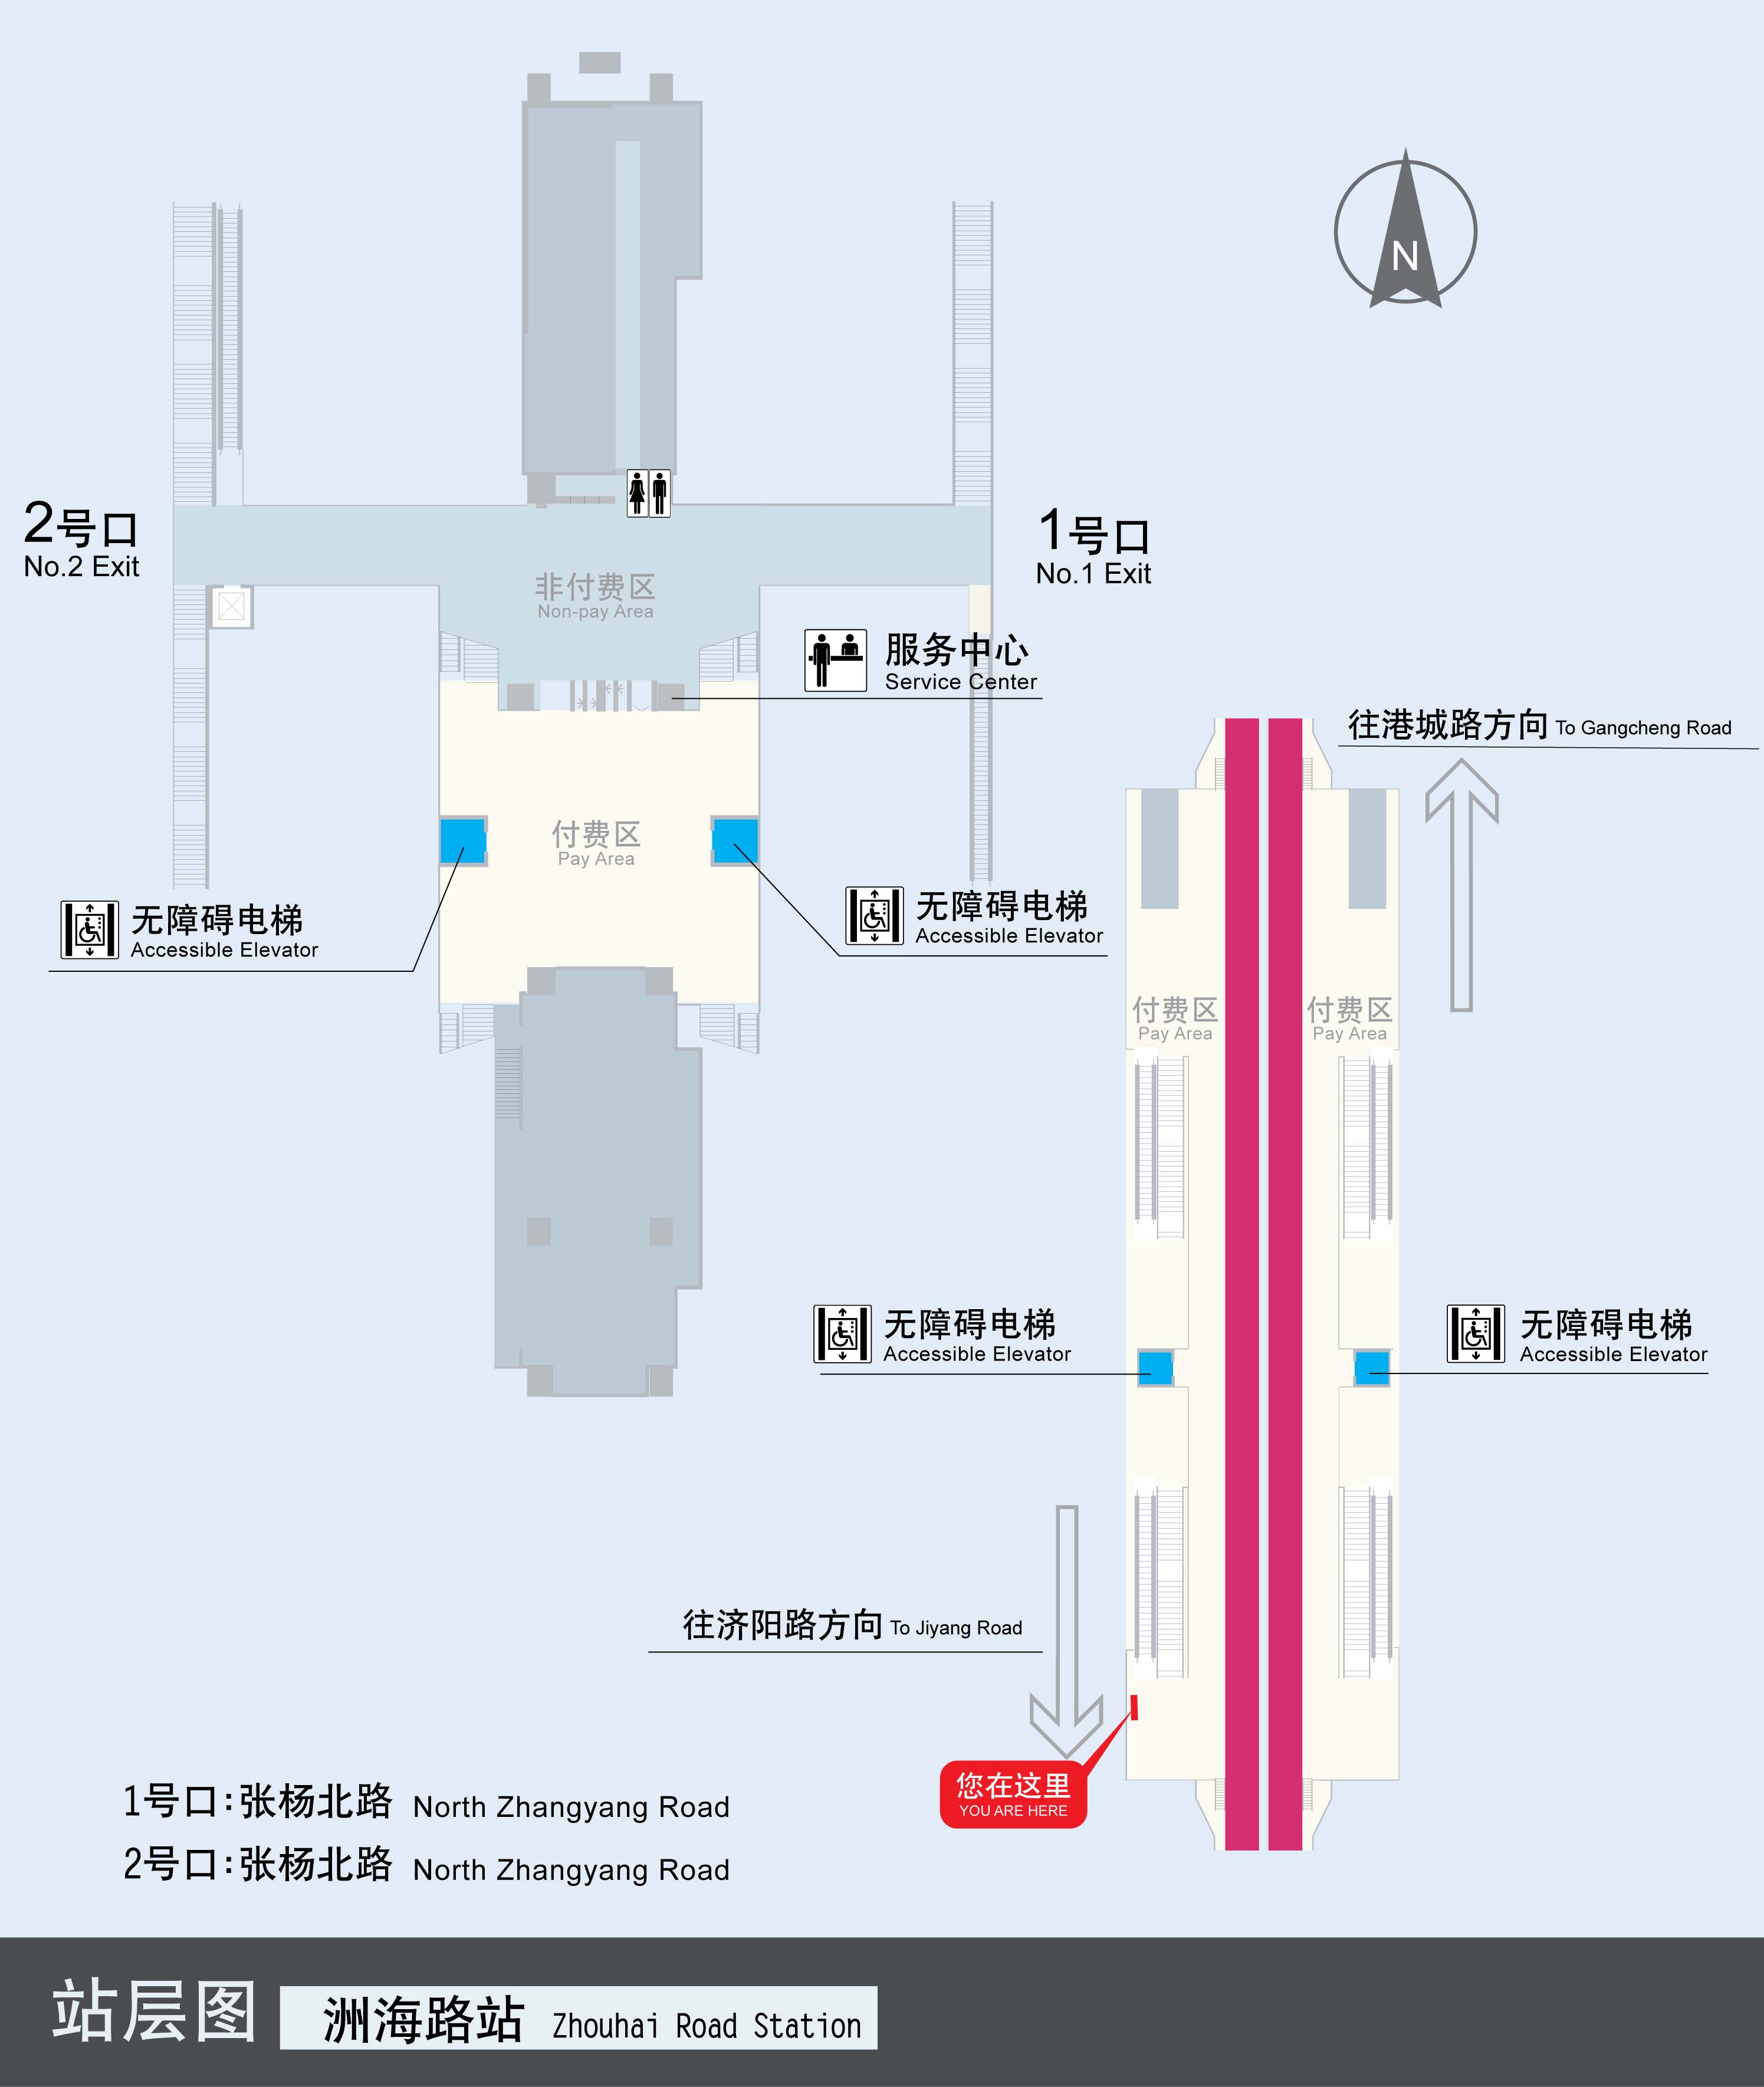 N
2号口
No.2 Exit
1号口
No.1 Exit
非付费区
Non-pay Area
服务中心
Service Center
往港城路方向 To Gangcheng Road
付费区
Pay Area
无障碍电梯
Accessible Elevator
无障碍电梯
Accessible Elevator
付费区
Pay Area
付费区
Pay Area
无障碍电梯
Accessible Elevator
无障碍电梯
Accessible Elevator
往济阳路方向 To Jiyang Road
您在这里
YOU ARE HERE
1号口:张杨北路 North Zhangyang Road
2号口:张杨北路 North Zhangyang Road
站层图 洲海路站 Zhouhai Road Station